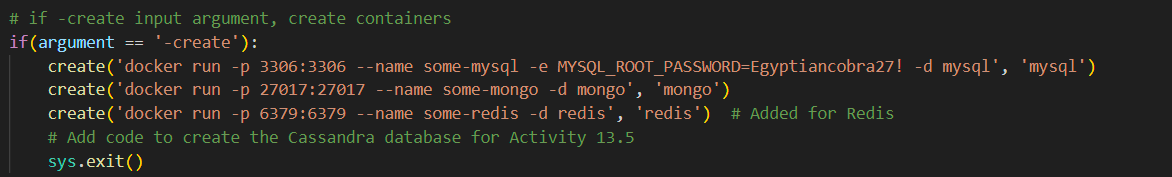 # if -create input argument, create containers
if(argument == '-create'):
    create('docker run -p 3306:3306 --name some-mysql -e MYSQL_ROOT_PASSWORD=Egyptiancobra27! -d mysql', 'mysql')
    create('docker run -p 27017:27017 --name some-mongo -d mongo', 'mongo')
    create('docker run -p 6379:6379 --name some-redis -d redis', 'redis')  # Added for Redis
    # Add code to create the Cassandra database for Activity 13.5
    sys.exit()